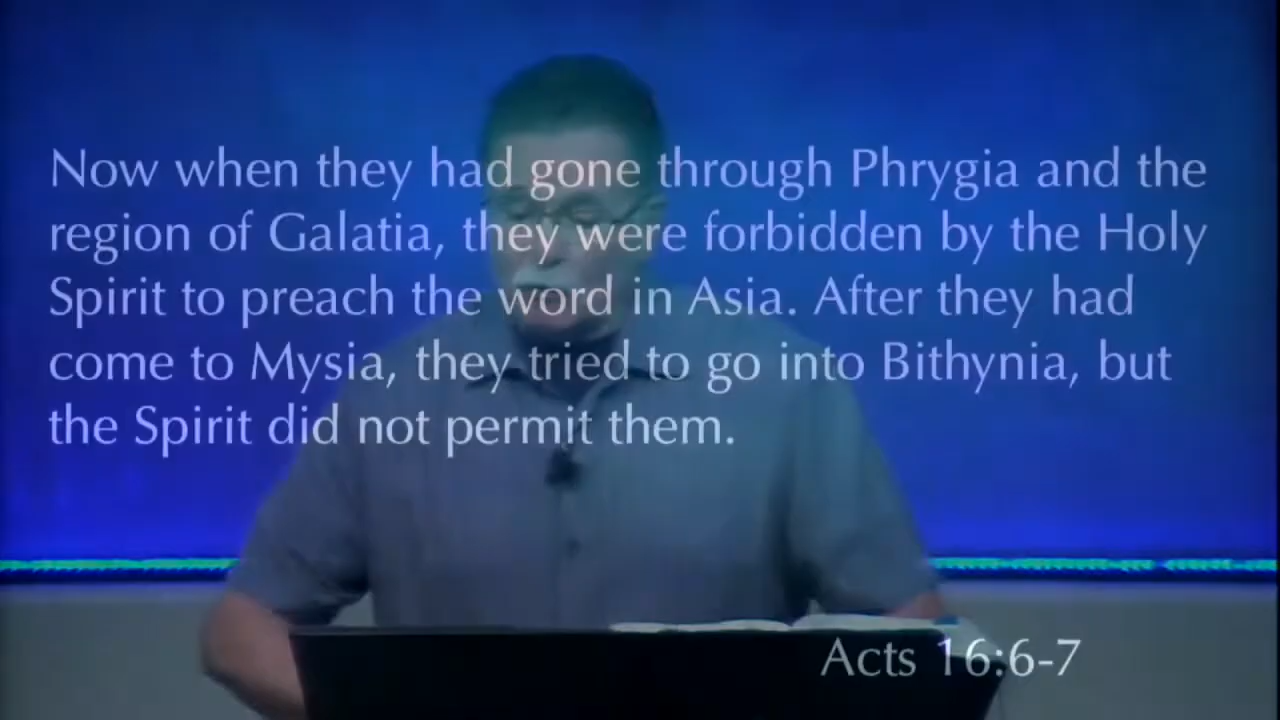 Now when they had gone through Phrygia and the
region of Galatia, they were forbidden by the Holy
Spirit to preach the word in Asia. After they had
come to Mysia, they tried to go into Bithynia, but
the Spirit did not permit them.
Acts 16:6-7